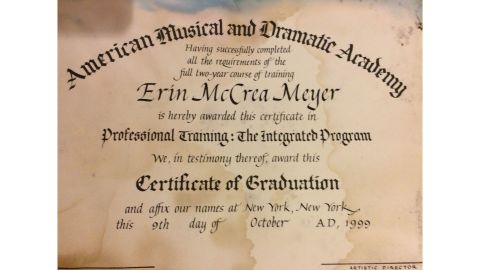 American Musical and Dramatic Academy
Having successfully completed
all the requirements of the
full two-year course of training
Erin McCrea Meyer
is hereby awarded this certificate in
Professional Training: The Integrated Program
We, in testimony thereof, award this
Certificate of Graduation
and affix our names at New York, New York,
this 9th day of October AD, 1999
ARTISTIC DIRECTOR